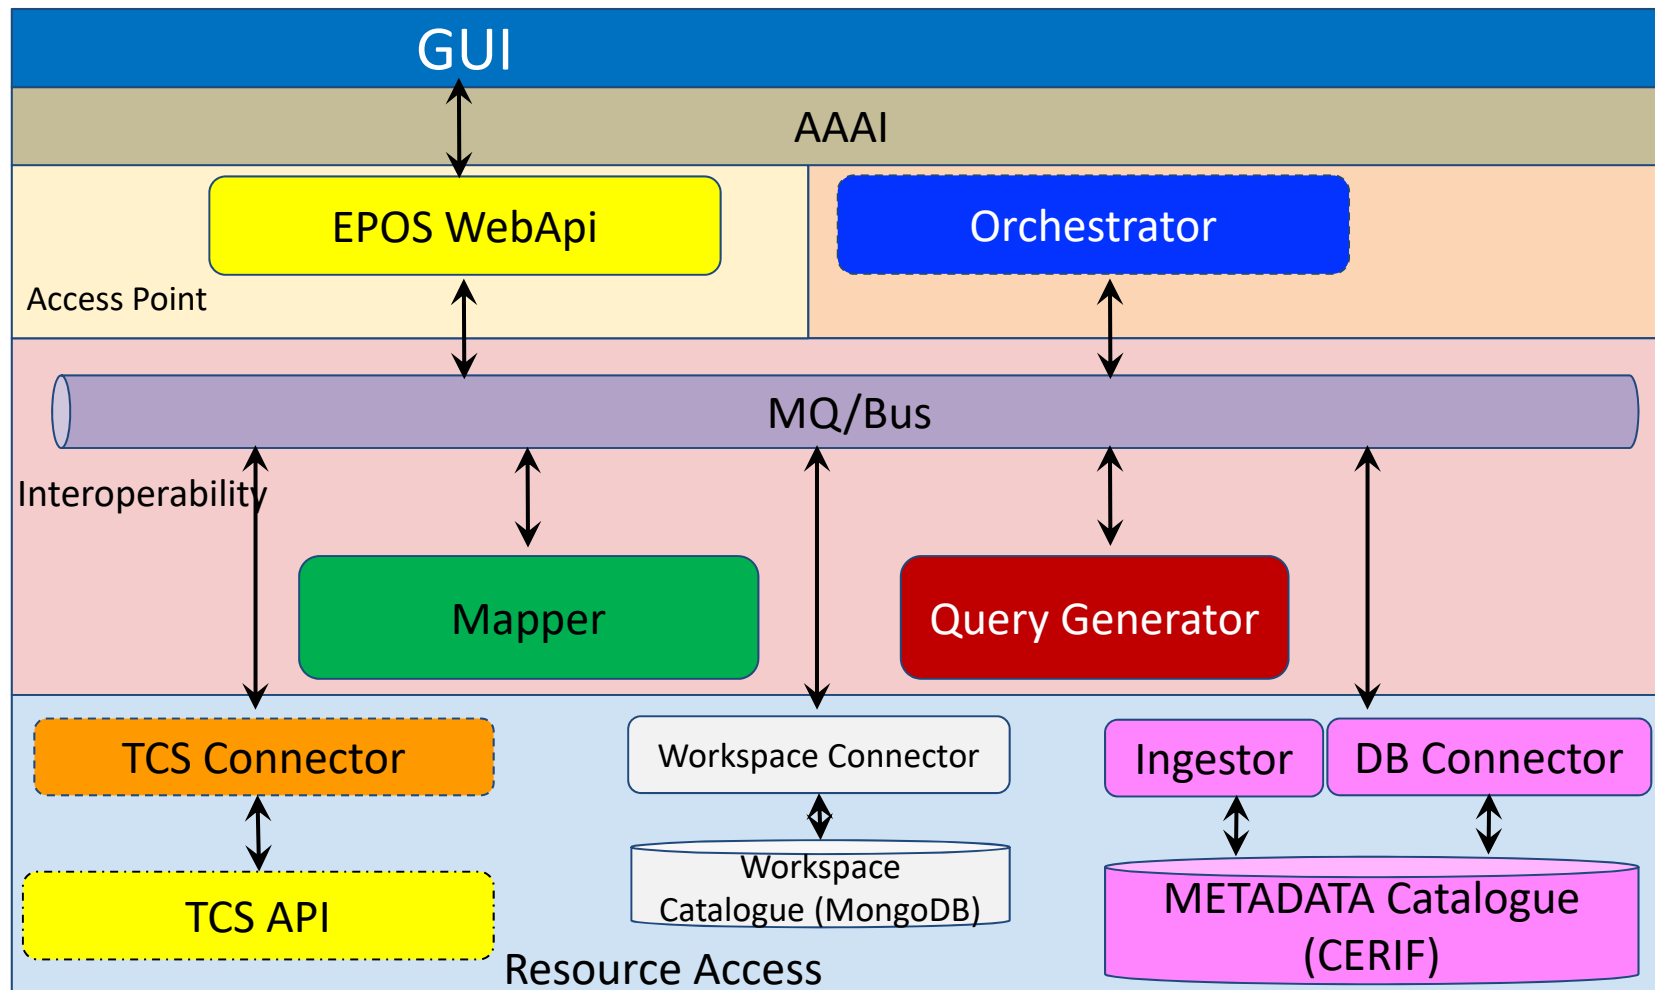 GUI
AAAI
EPOS WebApi
Orchestrator
Access Point
MQ/Bus
Interoperability
Mapper
Query Generator
TCS Connector
Workspace Connector
Ingestor
DB Connector
Workspace
Catalogue (MongoDB)
TCS API
METADATA Catalogue
(CERIF)
Resource Access